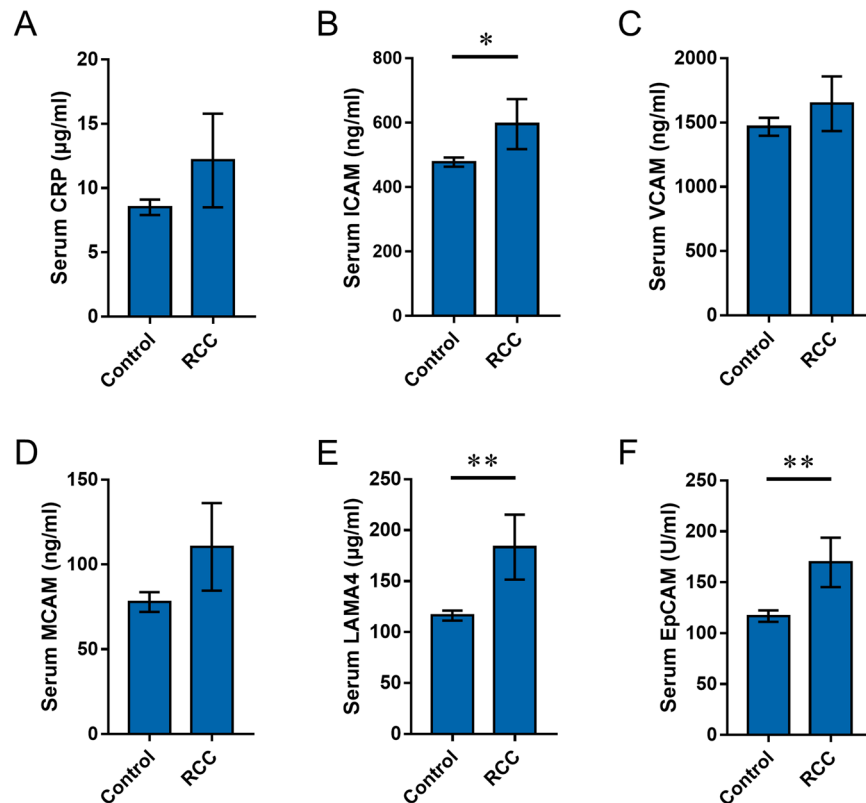 A
Serum CRP (µg/ml)
20
15
10
5
0
Control
RCC
B
Serum ICAM (ng/ml)
800
600
400
200
0
*
Control
RCC
C
Serum VCAM (ng/ml)
2000
1500
1000
500
0
Control
RCC
D
Serum MCAM (ng/ml)
150
100
50
0
Control
RCC
E
Serum LAMA4 (µg/ml)
250
200
150
100
50
0
**
Control
RCC
F
Serum EpCAM (U/ml)
250
200
150
100
50
0
**
Control
RCC